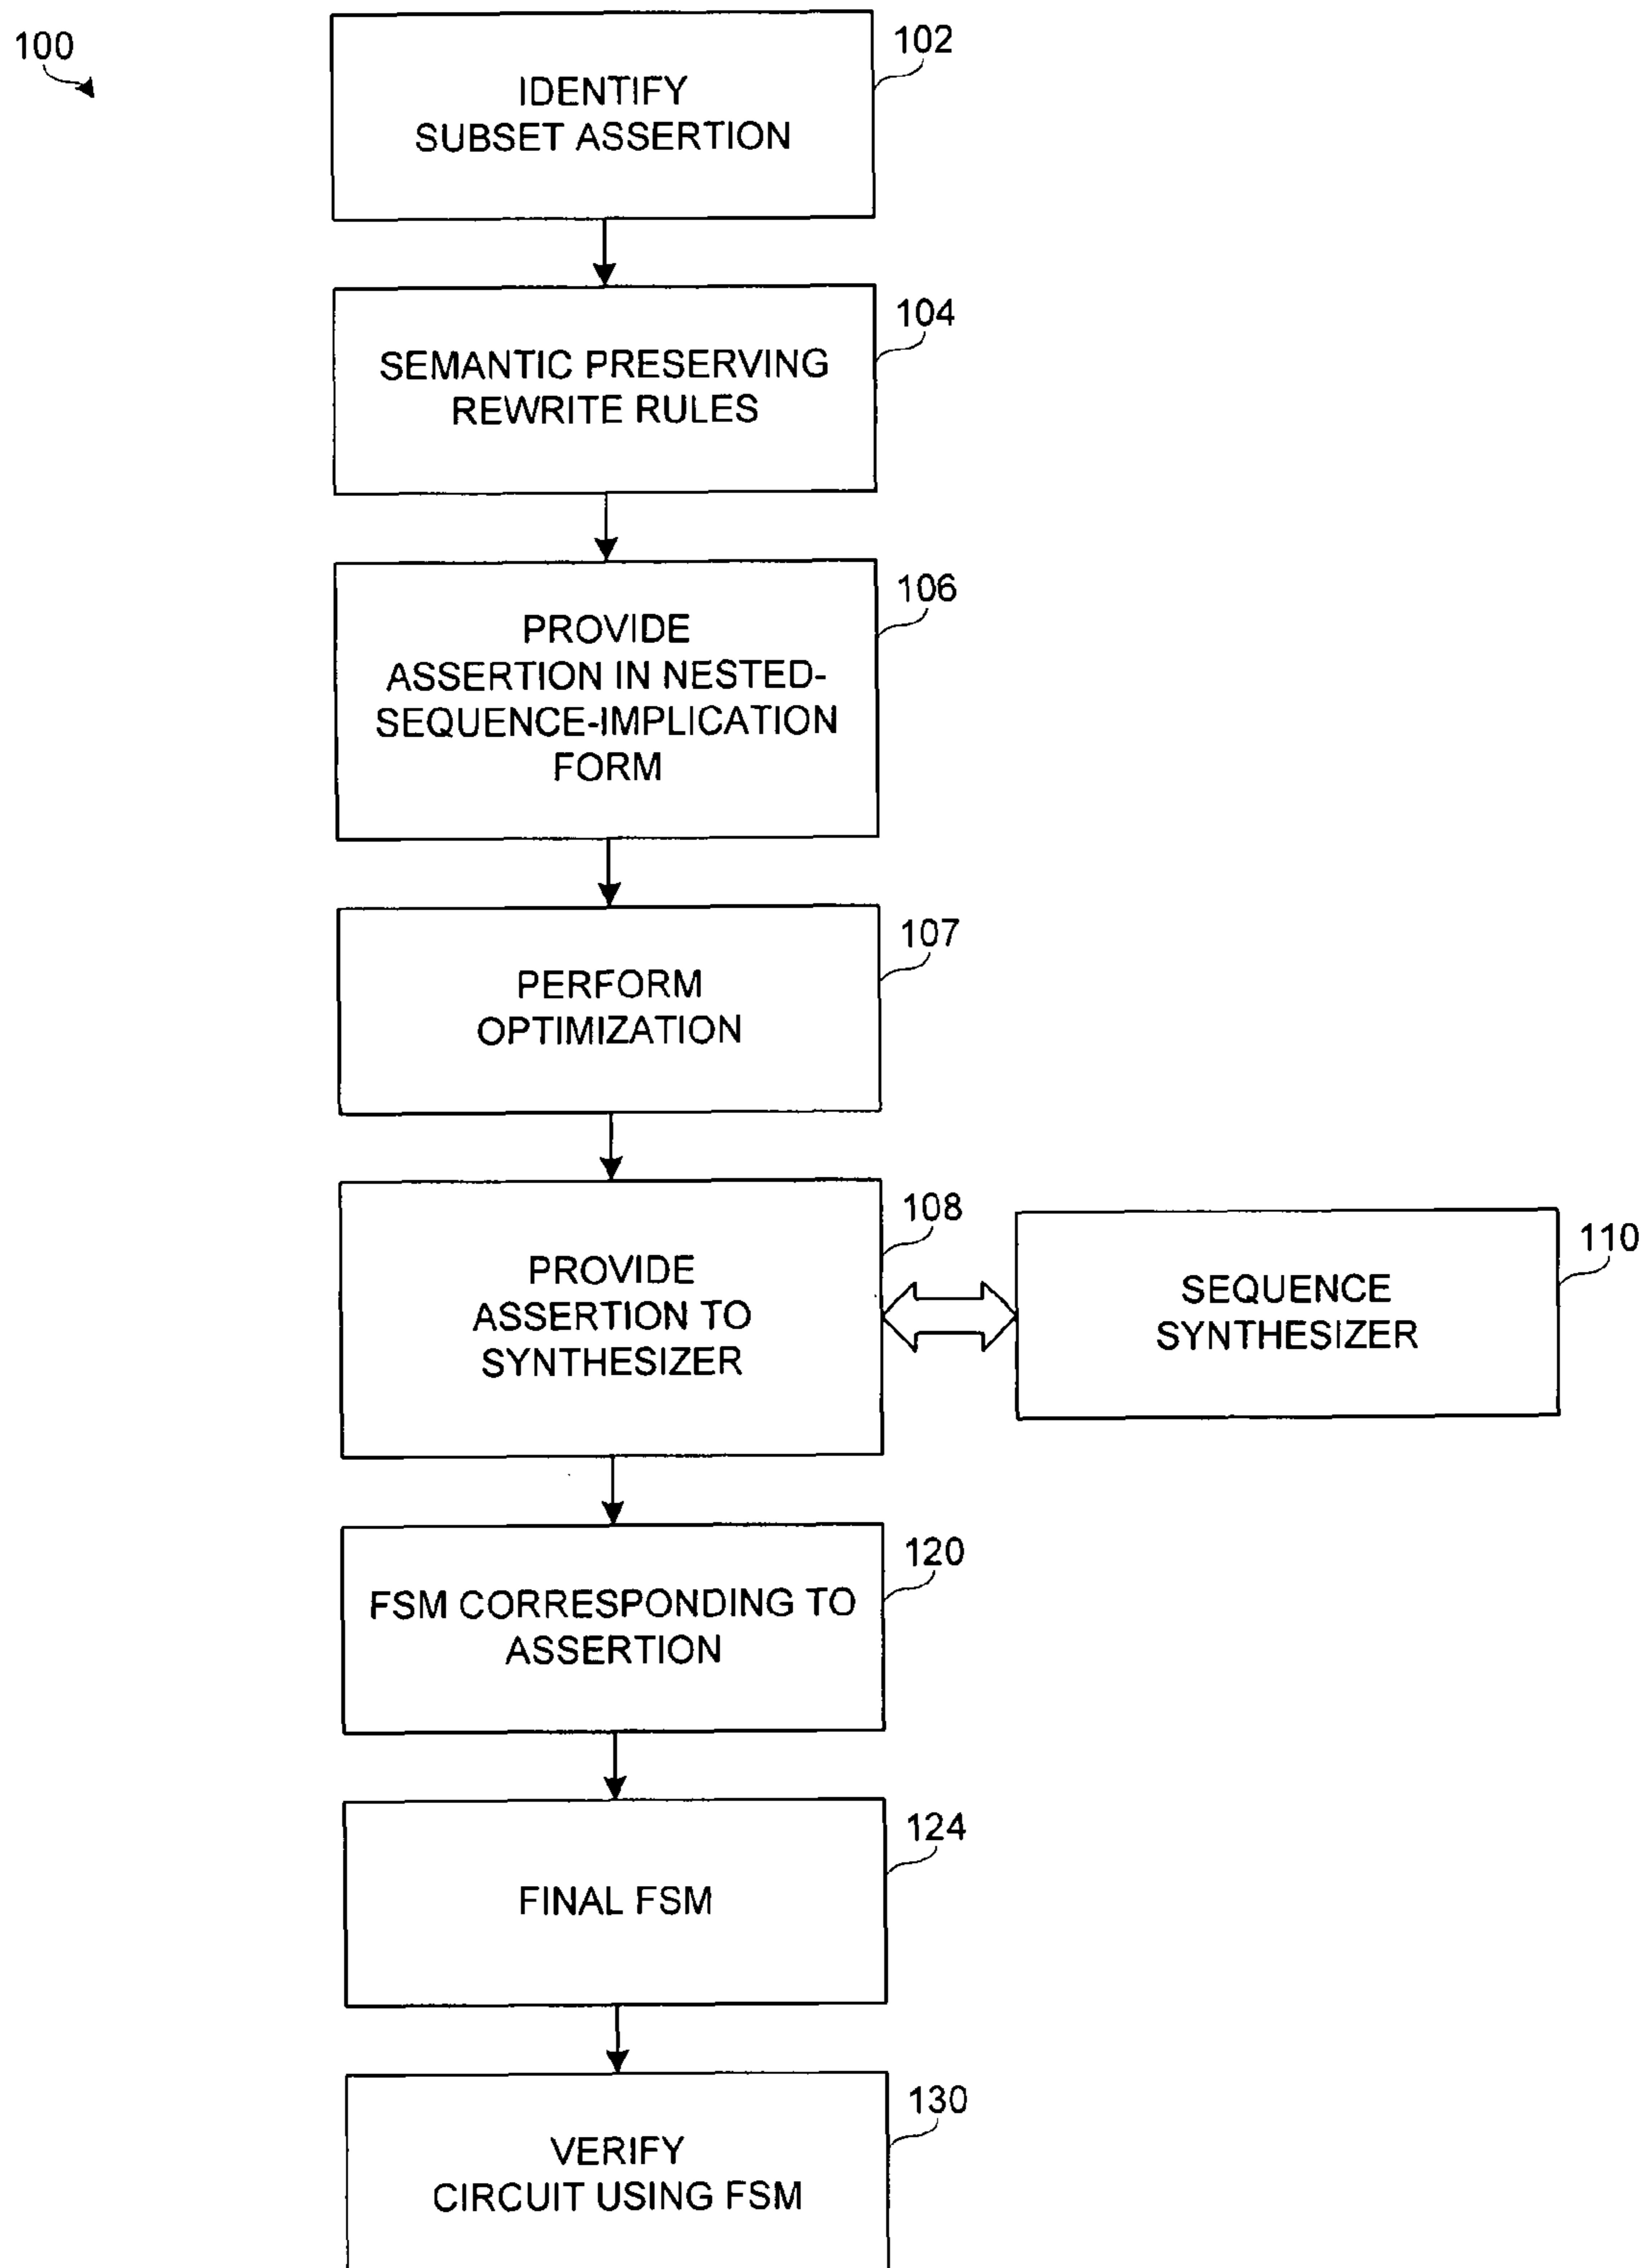 100
102
IDENTIFY
SUBSET ASSERTION
104
SEMANTIC PRESERVING
REWRITE RULES
106
PROVIDE
ASSERTION IN NESTED-
SEQUENCE-IMPLICATION
FORM
107
PERFORM
OPTIMIZATION
108
PROVIDE
ASSERTION TO
SYNTHESIZER
110
SEQUENCE
SYNTHESIZER
120
FSM CORRESPONDING TO
ASSERTION
124
FINAL FSM
130
VERIFY
CIRCUIT USING FSM